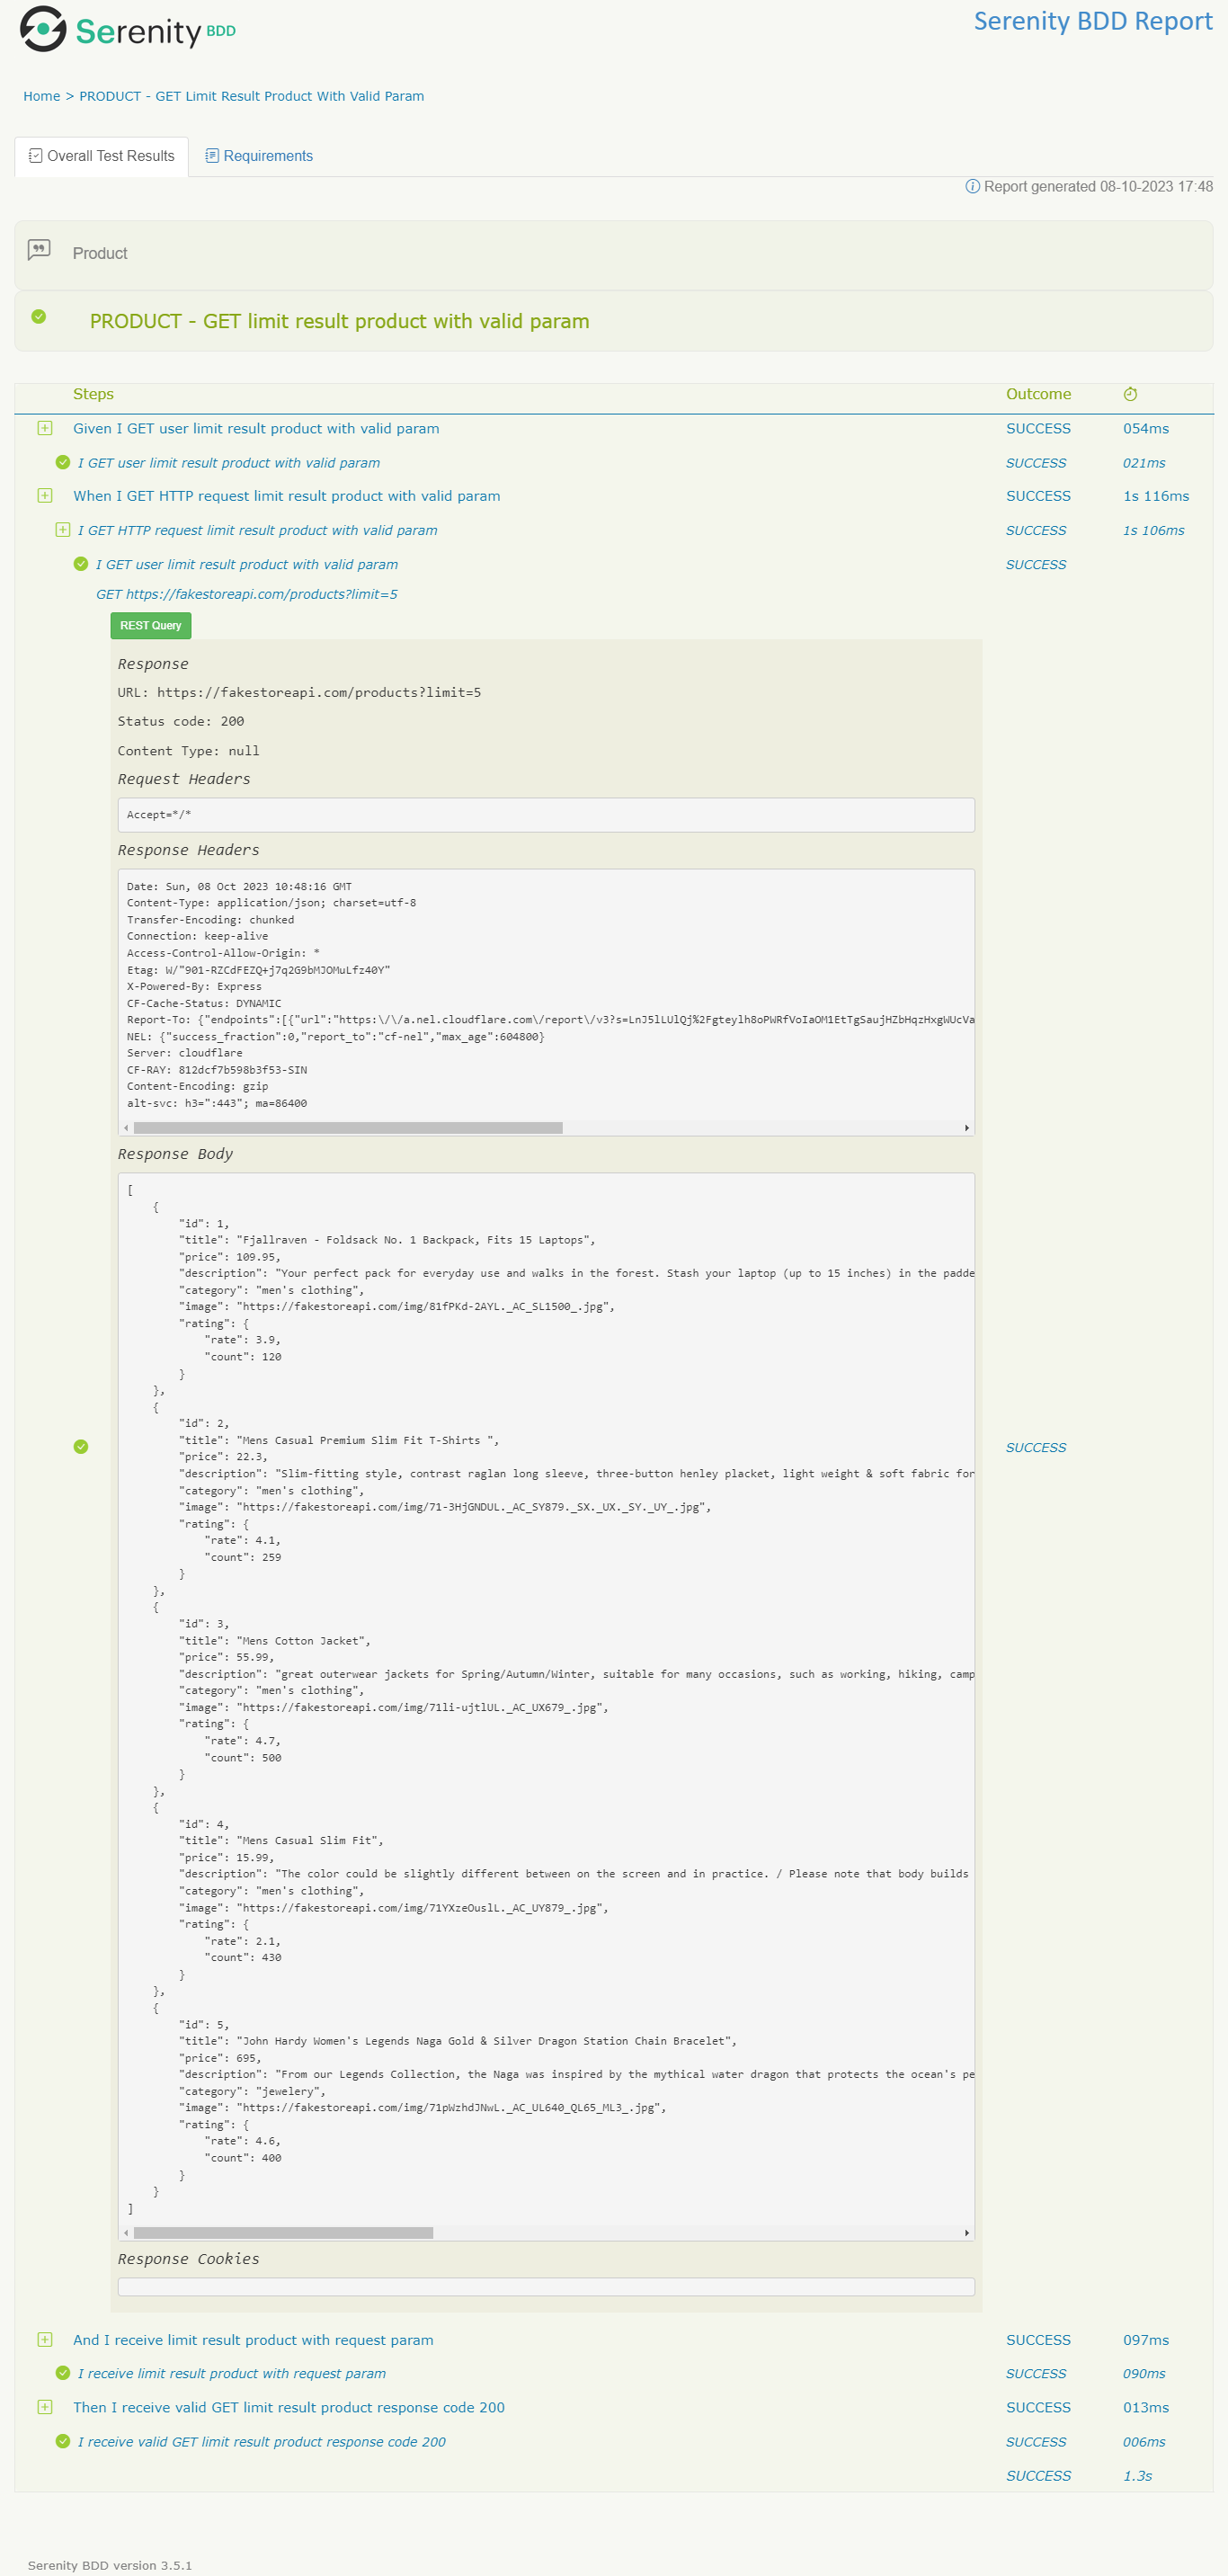 Serenity BDD
Serenity BDD Report
Home > PRODUCT - GET Limit Result Product With Valid Param
Overall Test Results
Requirements
Report generated 08-10-2023 17:48
Product
PRODUCT - GET limit result product with valid param
Steps Outcome
Given I GET user limit result product with valid param SUCCESS 054ms
I GET user limit result product with valid param SUCCESS 021ms
When I GET HTTP request limit result product with valid param SUCCESS 1s 116ms
I GET HTTP request limit result product with valid param SUCCESS 1s 106ms
I GET user limit result product with valid param SUCCESS
GET https://fakestoreapi.com/products?limit=5
REST Query
Response
URL: https://fakestoreapi.com/products?limit=5
Status code: 200
Content Type: null
Request Headers
Accept=*/*
Response Headers
Date: Sun, 08 Oct 2023 10:48:16 GMT
Content-Type: application/json; charset=utf-8
Transfer-Encoding: chunked
Connection: keep-alive
Access-Control-Allow-Origin: *
Etag: W/"901-RZCdFEZQ+j7q2G9bMJOMuLfz40Y"
X-Powered-By: Express
CF-Cache-Status: DYNAMIC
Report-To: {"endpoints":[{"url":"https:\/\/a.nel.cloudflare.com\/report\/v3?s=LnJ5lLUlQj%2Fgteylh8oPWRfVoIaOM1EtTgSaujHZbHqzHxgWUcVa
NEL: {"success_fraction":0,"report_to":"cf-nel","max_age":604800}
Server: cloudflare
CF-RAY: 812dcf7b598b3f53-SIN
Content-Encoding: gzip
alt-svc: h3=":443"; ma=86400
Response Body
[
{
"id": 1,
"title": "Fjallraven - Foldsack No. 1 Backpack, Fits 15 Laptops",
"price": 109.95,
"description": "Your perfect pack for everyday use and walks in the forest. Stash your laptop (up to 15 inches) in the padde
"category": "men's clothing",
"image": "https://fakestoreapi.com/img/81fPKd-2AYL._AC_SL1500_.jpg",
"rating": {
"rate": 3.9,
"count": 120
}
},
{
"id": 2,
"title": "Mens Casual Premium Slim Fit T-Shirts ",
"price": 22.3,
"description": "Slim-fitting style, contrast raglan long sleeve, three-button henley placket, light weight & soft fabric for
"category": "men's clothing",
"image": "https://fakestoreapi.com/img/71-3HjGNDUL._AC_SY879._SX._UX._SY._UY_.jpg",
"rating": {
"rate": 4.1,
"count": 259
}
},
{
"id": 3,
"title": "Mens Cotton Jacket",
"price": 55.99,
"description": "great outerwear jackets for Spring/Autumn/Winter, suitable for many occasions, such as working, hiking, camp
"category": "men's clothing",
"image": "https://fakestoreapi.com/img/71li-ujtlUL._AC_UX679_.jpg",
"rating": {
"rate": 4.7,
"count": 500
}
},
{
"id": 4,
"title": "Mens Casual Slim Fit",
"price": 15.99,
"description": "The color could be slightly different between on the screen and in practice. / Please note that body builds
"category": "men's clothing",
"image": "https://fakestoreapi.com/img/71YXzeOuslL._AC_UY879_.jpg",
"rating": {
"rate": 2.1,
"count": 430
}
},
{
"id": 5,
"title": "John Hardy Women's Legends Naga Gold & Silver Dragon Station Chain Bracelet",
"price": 695,
"description": "From our Legends Collection, the Naga was inspired by the mythical water dragon that protects the ocean's pe
"category": "jewelery",
"image": "https://fakestoreapi.com/img/71pWzhdJNwL._AC_UL640_QL65_ML3_.jpg",
"rating": {
"rate": 4.6,
"count": 400
}
}
]
SUCCESS
Response Cookies
And I receive limit result product with request param SUCCESS 097ms
I receive limit result product with request param SUCCESS 090ms
Then I receive valid GET limit result product response code 200 SUCCESS 013ms
I receive valid GET limit result product response code 200 SUCCESS 006ms
SUCCESS 1.3s
Serenity BDD version 3.5.1